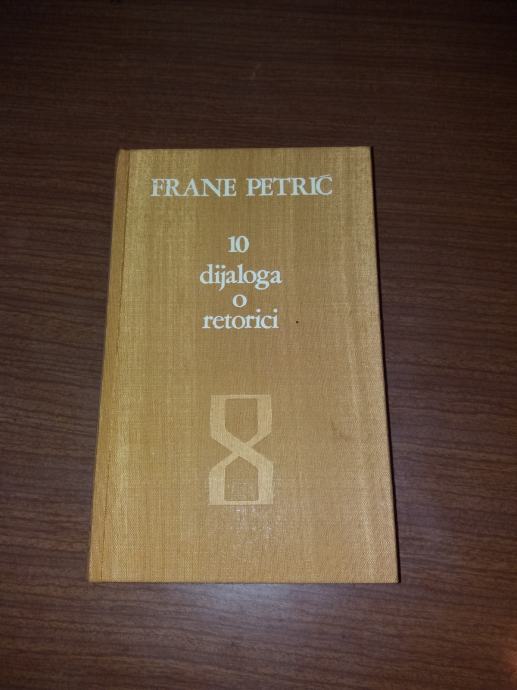 FRANE PETRIĆ
10
dijaloga
o
retorici